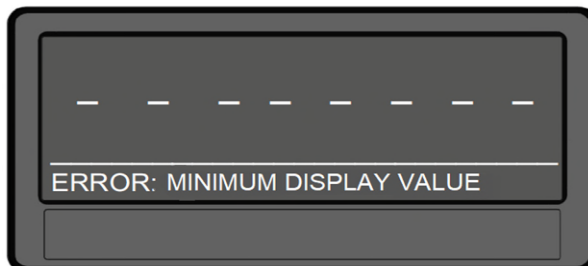 – – – – – – – –
ERROR: MINIMUM DISPLAY VALUE